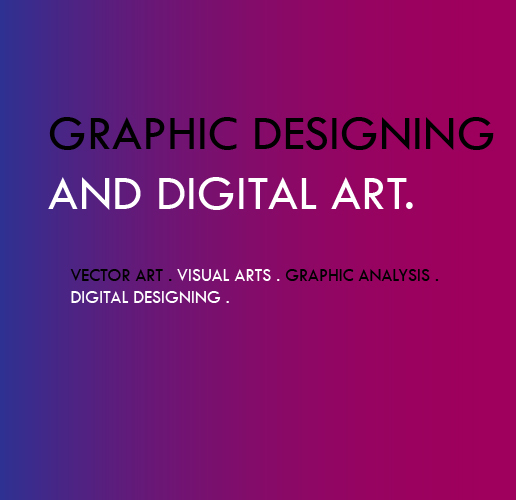 GRAPHIC DESIGNING
AND DIGITAL ART.
VECTOR ART . VISUAL ARTS . GRAPHIC ANALYSIS .
DIGITAL DESIGNING .